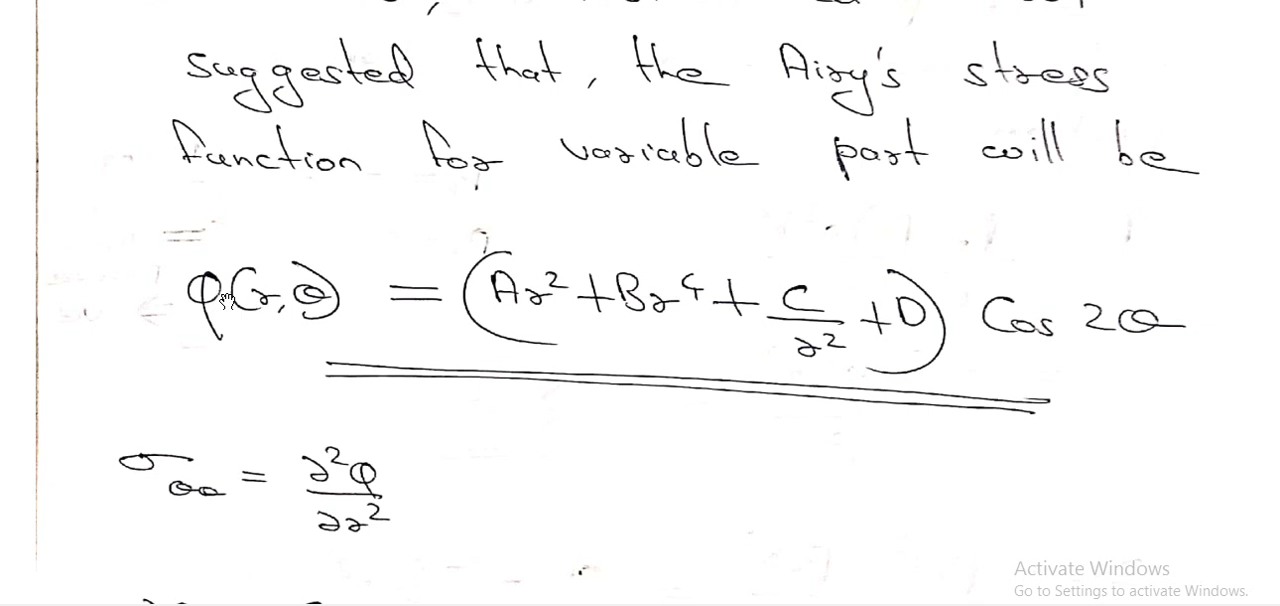 suggested that, the Airy's stress
function for variable part will be
=
φ(r,θ) = (Ar²+Br⁴+C/r²+D) Cos 2θ
σ_θθ = ∂²φ/∂r²
Activate Windows
Go to Settings to activate Windows.